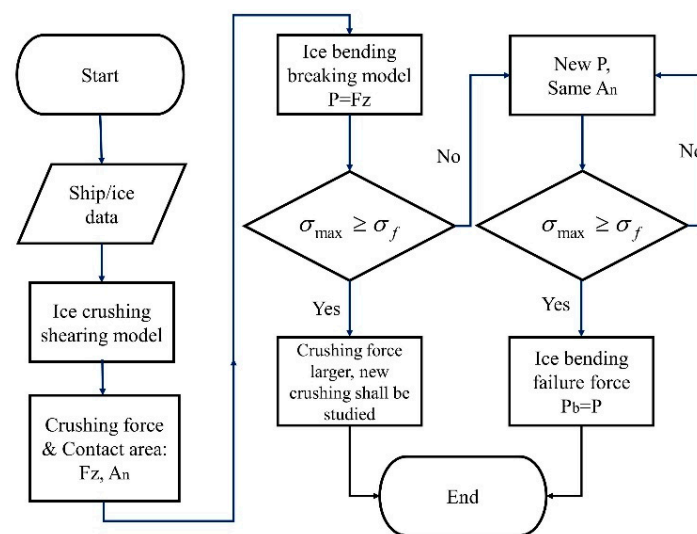 Start
Ship/ice
data
Ice crushing
shearing model
Crushing force
& Contact area:
Fz, An
Ice bending
breaking model
P=Fz
σmax ≥ σf
Yes
No
Crushing force
larger, new
crushing shall be
studied
New P,
Same An
σmax ≥ σf
Yes
No
Ice bending
failure force
Pb=P
End